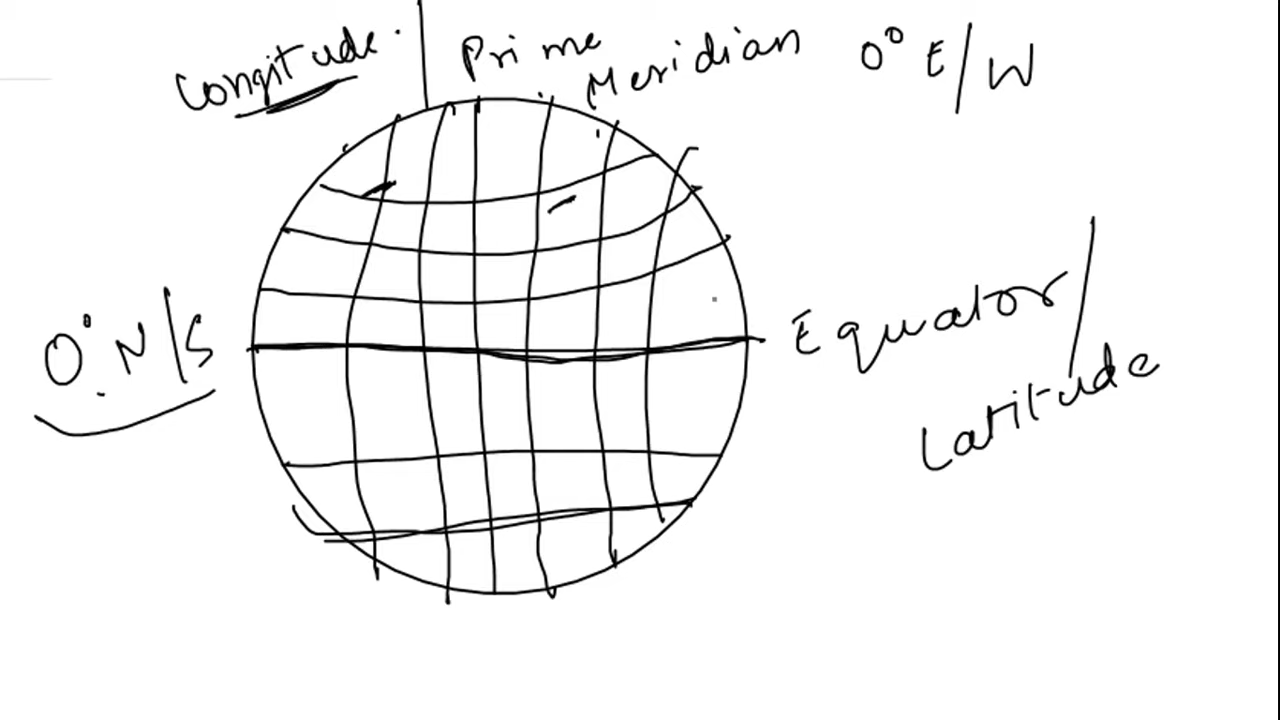 Longitude.
Prime Meridian 0° E/W
0° N/S
Equator/
Latitude